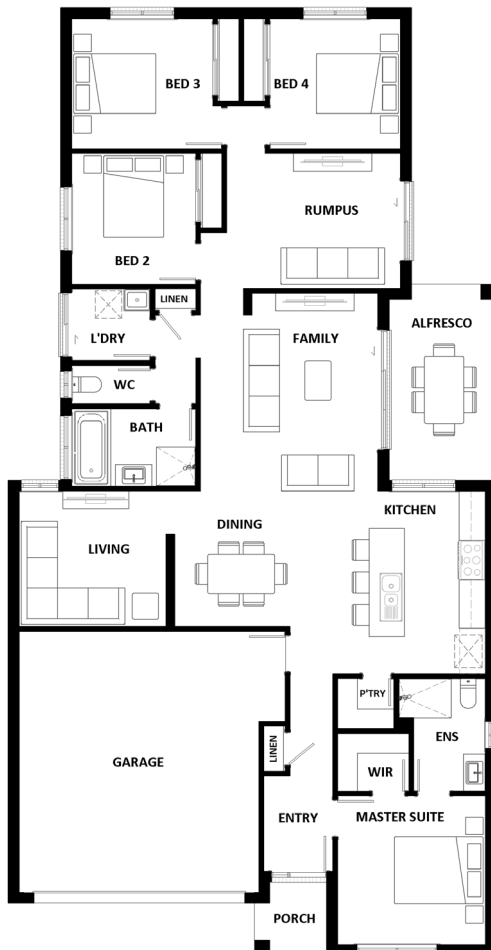 BED 3
BED 4
RUMPUS
BED 2
LINEN
L'DRY
FAMILY
ALFRESCO
WC
BATH
KITCHEN
DINING
LIVING
P'TRY
ENS
LINEN
WIR
GARAGE
ENTRY
MASTER SUITE
PORCH